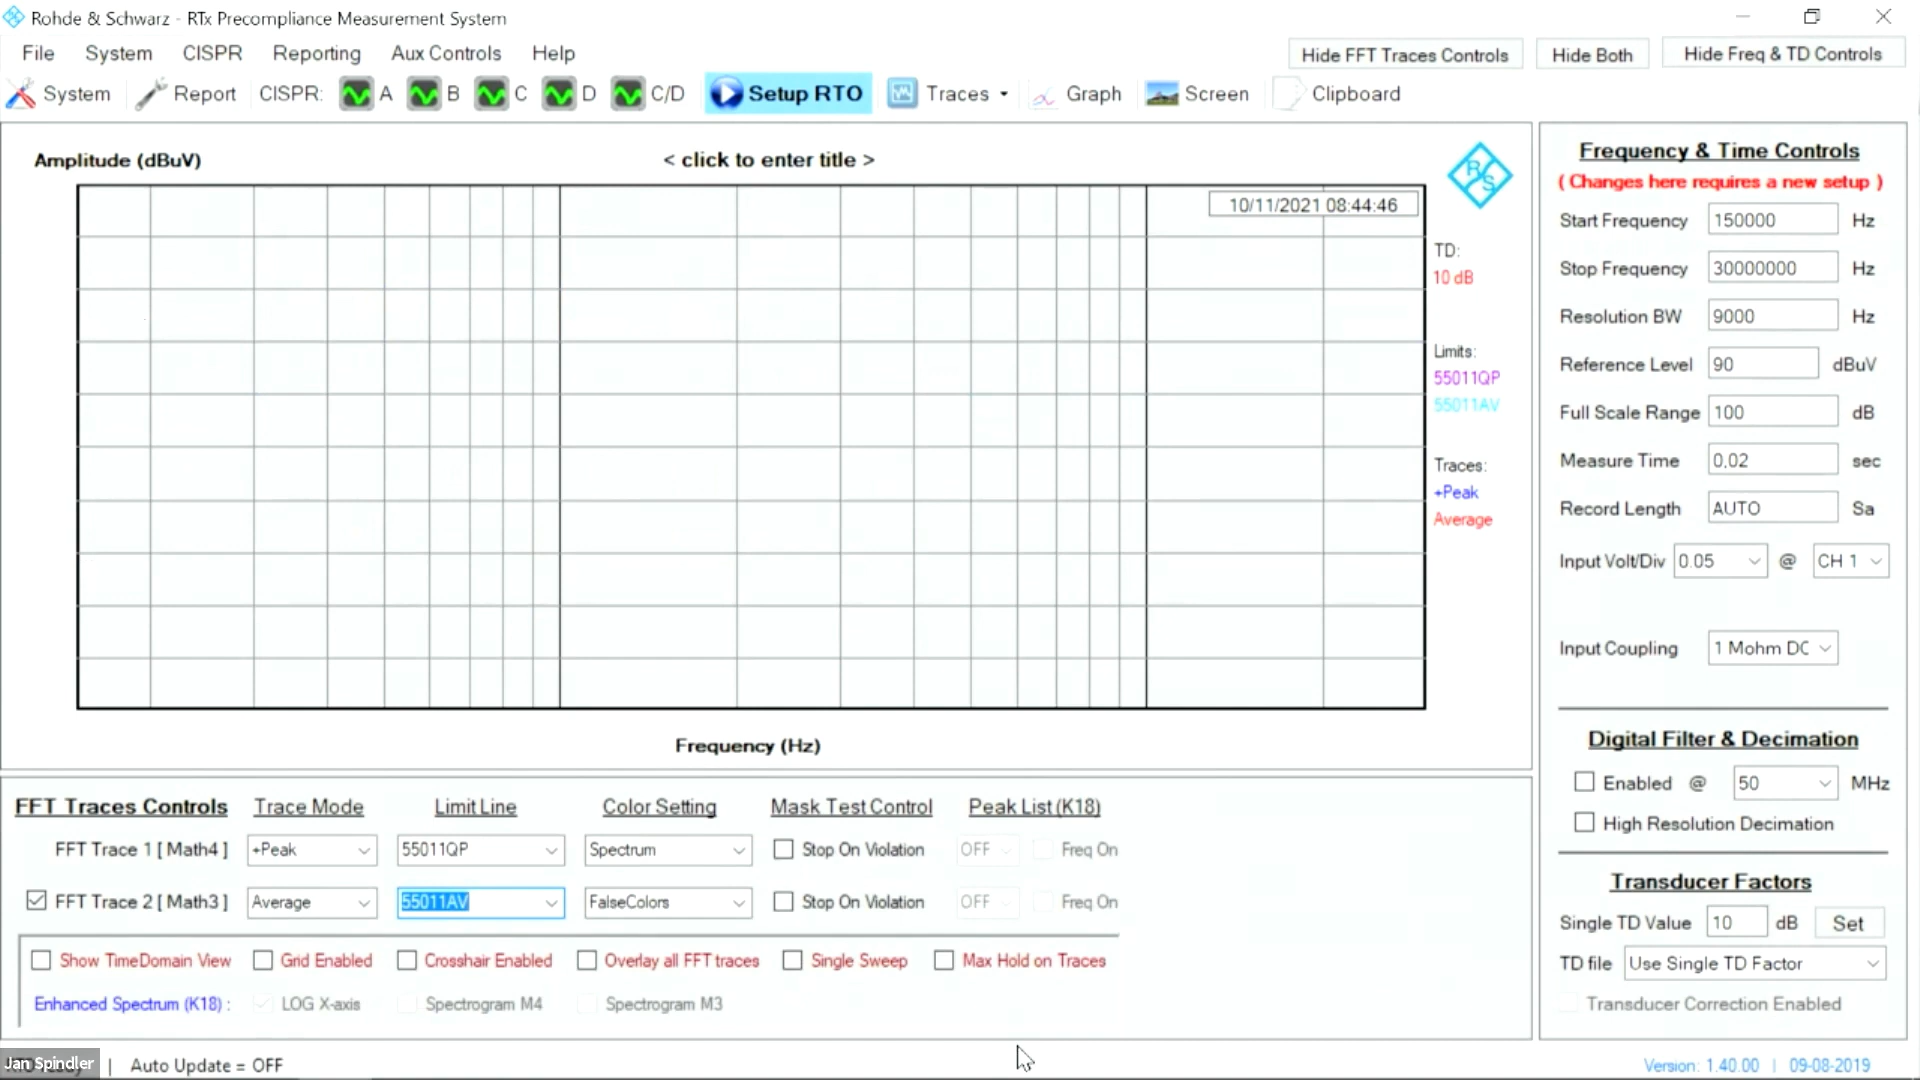 Rohde & Schwarz - RTx Precompliance Measurement System
File System CISPR Reporting Aux Controls Help
Hide FFT Traces Controls Hide Both Hide Freq & TD Controls
System Report CISPR: A B C D C/D Setup RTO Traces Graph Screen Clipboard
Amplitude (dBuV) < click to enter title >
R S
10/11/2021 08:44:46
TD:
10 dB
Limits:
55011QP
55011AV
Traces:
+Peak
Average
Frequency (Hz)
Frequency & Time Controls
( Changes here requires a new setup )
Start Frequency 150000 Hz
Stop Frequency 30000000 Hz
Resolution BW 9000 Hz
Reference Level 90 dBuV
Full Scale Range 100 dB
Measure Time 0,02 sec
Record Length AUTO Sa
Input Volt/Div 0.05 @ CH 1
Input Coupling 1 Mohm DC
Digital Filter & Decimation
Enabled @ 50 MHz
High Resolution Decimation
Transducer Factors
Single TD Value 10 dB Set
TD file Use Single TD Factor
Transducer Correction Enabled
FFT Traces Controls Trace Mode Limit Line Color Setting Mask Test Control Peak List (K18)
FFT Trace 1 [ Math4 ] +Peak 55011QP Spectrum Stop On Violation OFF Freq On
FFT Trace 2 [ Math3 ] Average 55011AV FalseColors Stop On Violation OFF Freq On
Show TimeDomain View Grid Enabled Crosshair Enabled Overlay all FFT traces Single Sweep Max Hold on Traces
Enhanced Spectrum (K18) : LOG X-axis Spectrogram M4 Spectrogram M3
Jan Spindler | Auto Update = OFF
Version: 1.40.00 | 09-08-2019